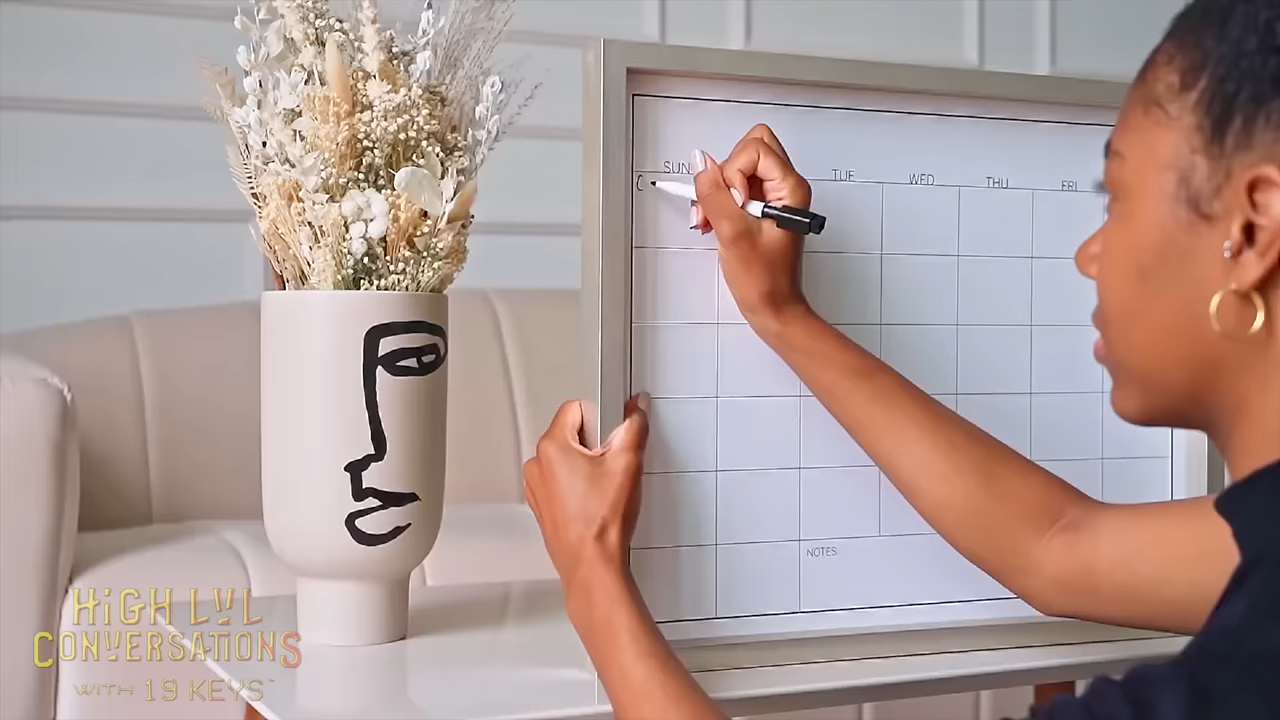 SUN TUE WED THU FRI
NOTES
HiGH LVL
CONVERSATIONS
WITH 19 KEYS